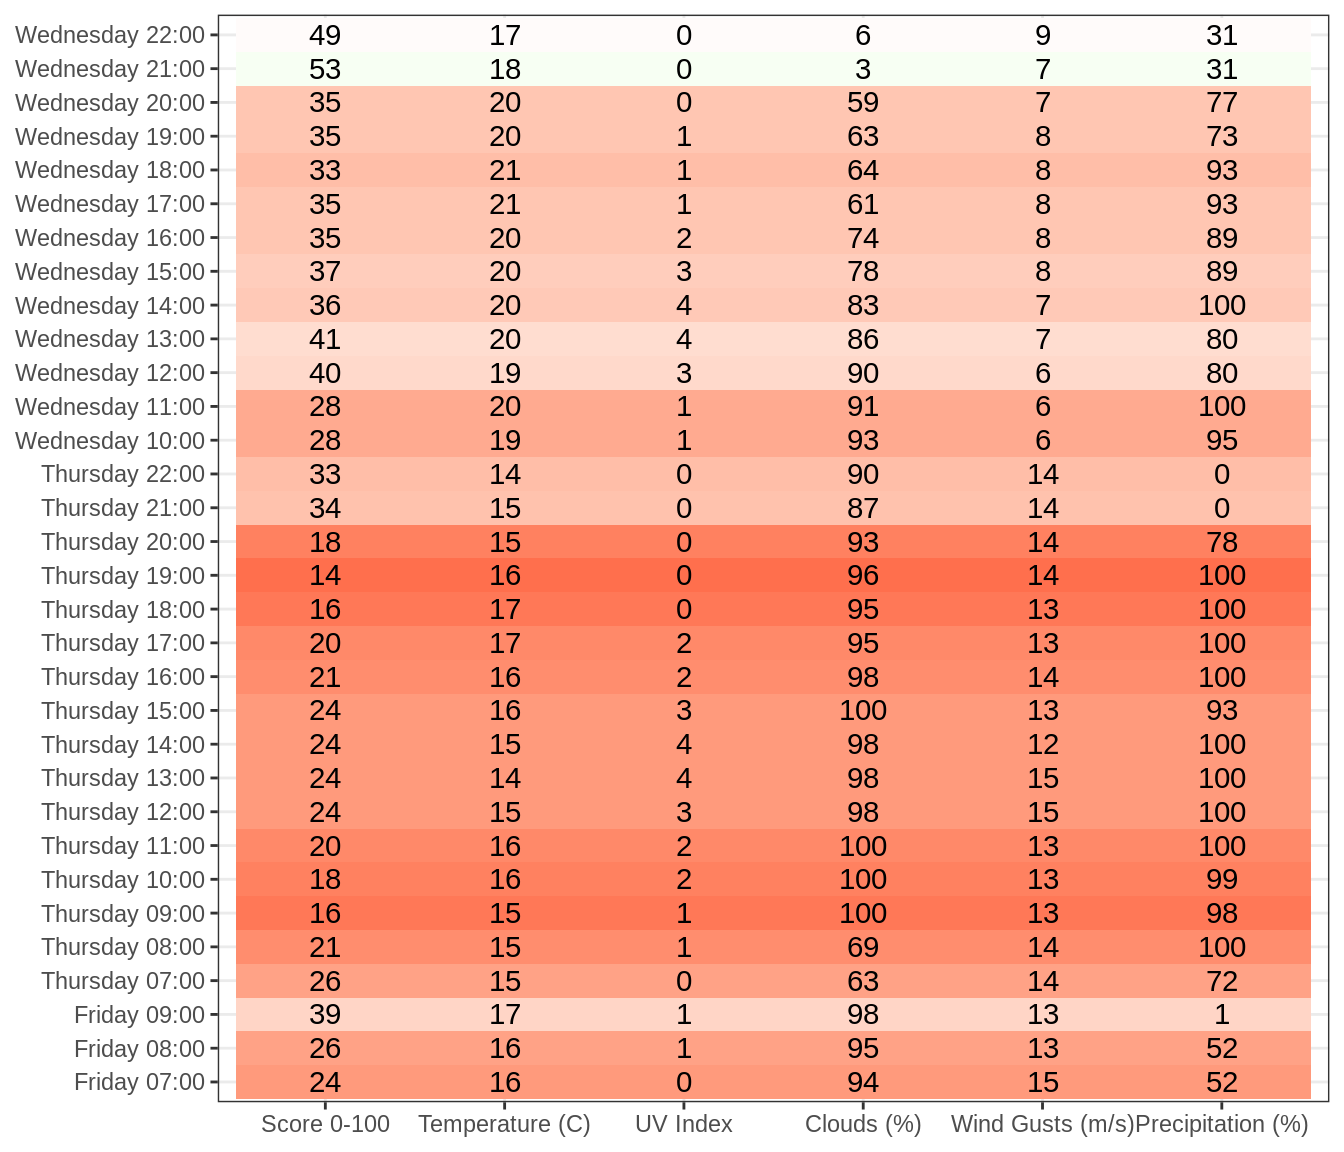 Wednesday 22:00 49 17 0 6 9 31
Wednesday 21:00 53 18 0 3 7 31
Wednesday 20:00 35 20 0 59 7 77
Wednesday 19:00 35 20 1 63 8 73
Wednesday 18:00 33 21 1 64 8 93
Wednesday 17:00 35 21 1 61 8 93
Wednesday 16:00 35 20 2 74 8 89
Wednesday 15:00 37 20 3 78 8 89
Wednesday 14:00 36 20 4 83 7 100
Wednesday 13:00 41 20 4 86 7 80
Wednesday 12:00 40 19 3 90 6 80
Wednesday 11:00 28 20 1 91 6 100
Wednesday 10:00 28 19 1 93 6 95
Thursday 22:00 33 14 0 90 14 0
Thursday 21:00 34 15 0 87 14 0
Thursday 20:00 18 15 0 93 14 78
Thursday 19:00 14 16 0 96 14 100
Thursday 18:00 16 17 0 95 13 100
Thursday 17:00 20 17 2 95 13 100
Thursday 16:00 21 16 2 98 14 100
Thursday 15:00 24 16 3 100 13 93
Thursday 14:00 24 15 4 98 12 100
Thursday 13:00 24 14 4 98 15 100
Thursday 12:00 24 15 3 98 15 100
Thursday 11:00 20 16 2 100 13 100
Thursday 10:00 18 16 2 100 13 99
Thursday 09:00 16 15 1 100 13 98
Thursday 08:00 21 15 1 69 14 100
Thursday 07:00 26 15 0 63 14 72
Friday 09:00 39 17 1 98 13 1
Friday 08:00 26 16 1 95 13 52
Friday 07:00 24 16 0 94 15 52
Score 0-100 Temperature (C) UV Index Clouds (%) Wind Gusts (m/s) Precipitation (%)